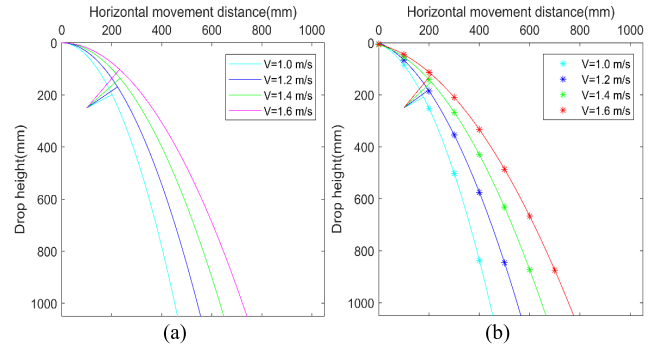 Horizontal movement distance(mm)
0 200 400 600 800 1000
0
200
400
600
800
1000
Drop height(mm)
V=1.0 m/s
V=1.2 m/s
V=1.4 m/s
V=1.6 m/s
(a)
Horizontal movement distance(mm)
0 200 400 600 800 1000
0
200
400
600
800
1000
Drop height(mm)
V=1.0 m/s
V=1.2 m/s
V=1.4 m/s
V=1.6 m/s
(b)